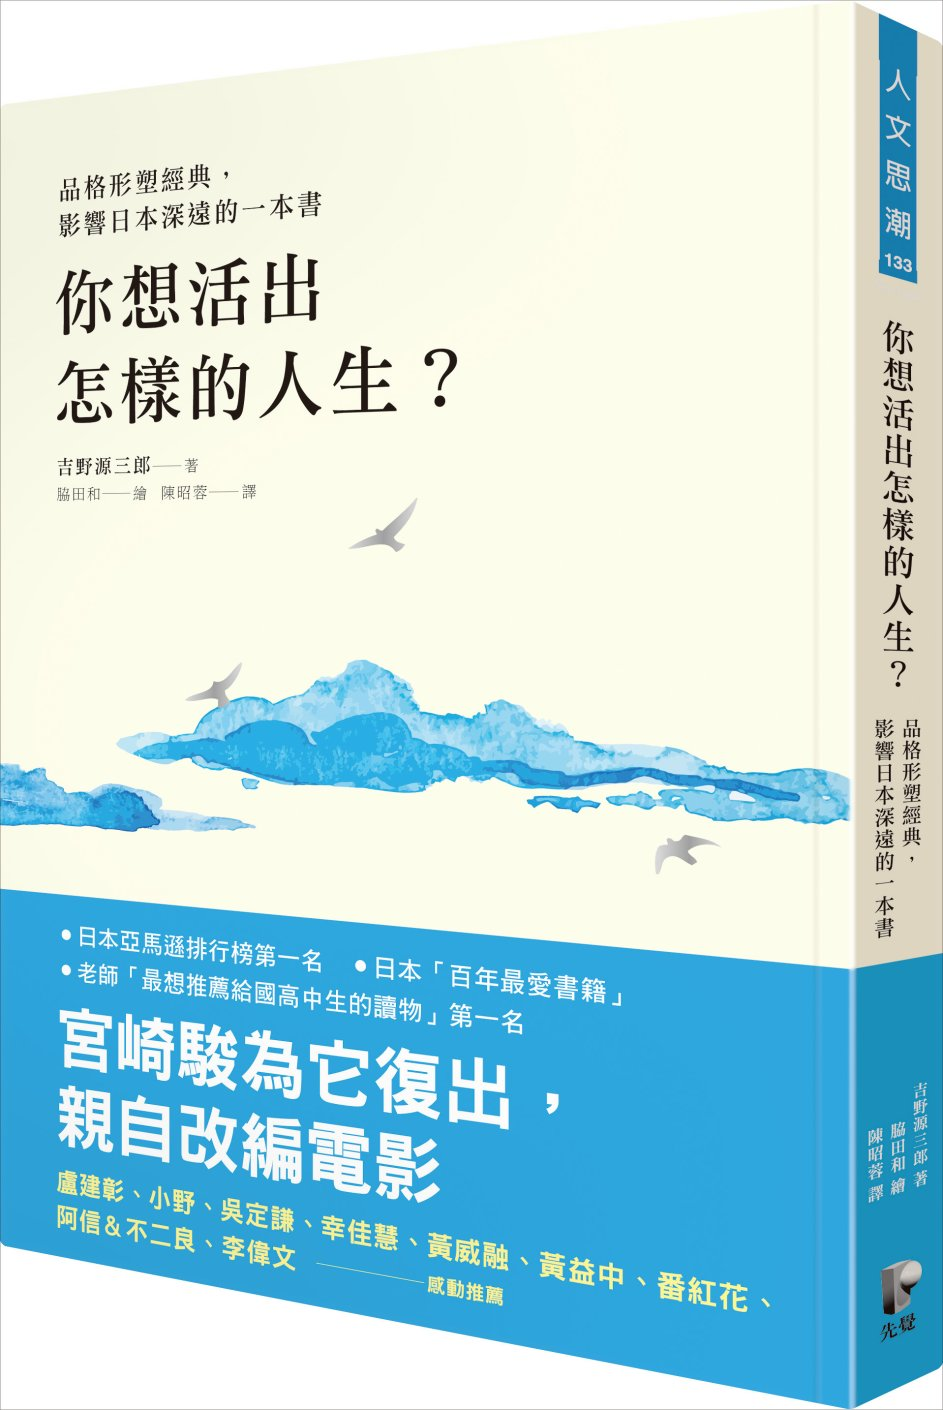 品格形塑經典，
影響日本深遠的一本書
你想活出
怎樣的人生？
吉野源三郎──著
脇田和──繪　陳昭蓉──譯
●日本亞馬遜排行榜第一名　●日本「百年最愛書籍」
●老師「最想推薦給國高中生的讀物」第一名
宮崎駿為它復出，
親自改編電影
盧建彰、小野、吳定謙、幸佳慧、黃威融、黃益中、番紅花、
阿信＆不二良、李偉文────感動推薦
人文思潮
133
你想活出怎樣的人生？
品格形塑經典，
影響日本深遠的一本書
吉野源三郎 著
脇田和 繪
陳昭蓉 譯
先覺